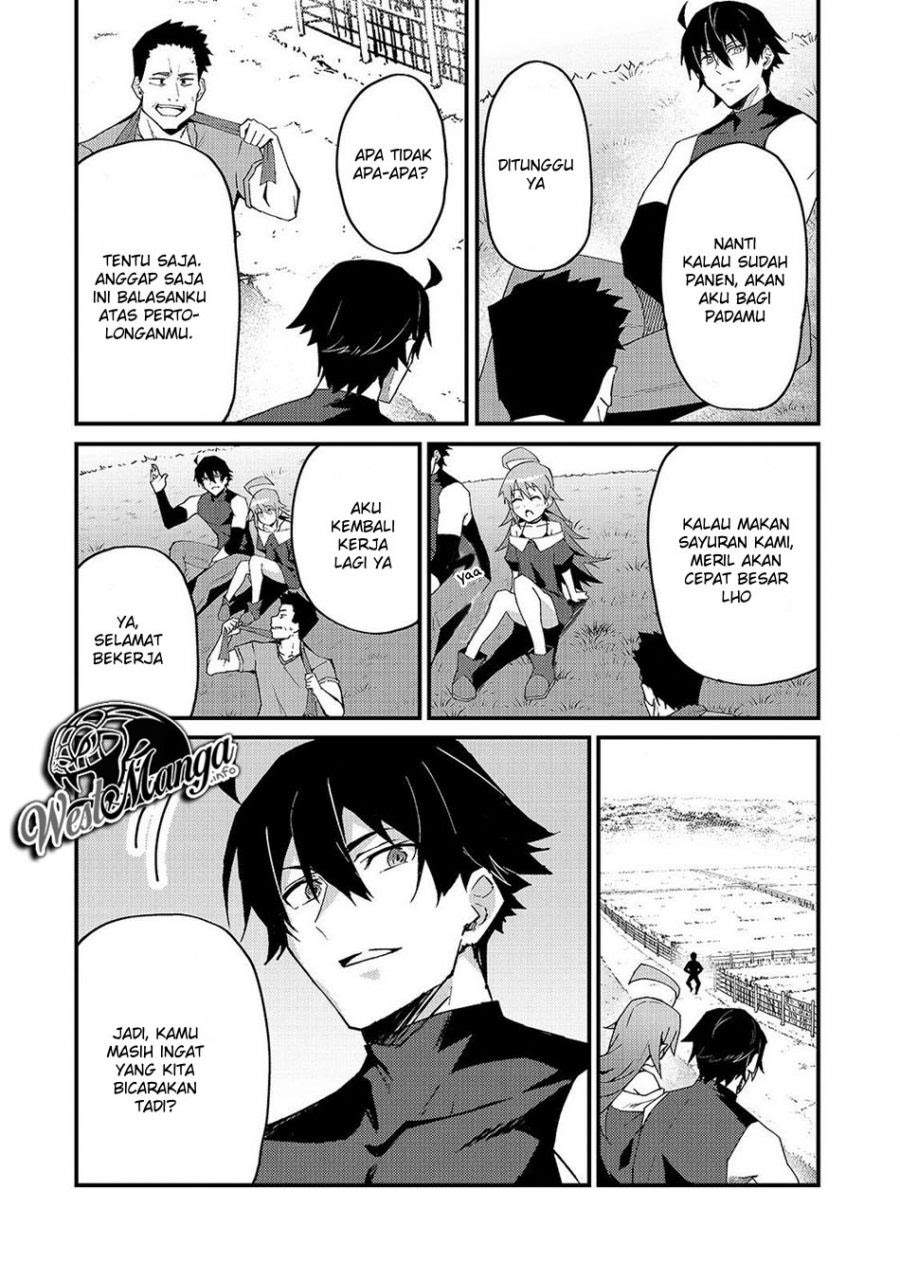 NANTI
KALAU SUDAH
PANEN, AKAN
AKU BAGI
PADAMU
DITUNGGU
YA
APA TIDAK
APA-APA?
TENTU SAJA.
ANGGAP SAJA
INI BALASANKU
ATAS PERTO-
LONGANMU.
KALAU MAKAN
SAYURAN KAMI,
MERIL AKAN
CEPAT BESAR
LHO
yaa
AKU
KEMBALI
KERJA
LAGI YA
YA,
SELAMAT
BEKERJA
WestManga
.info
JADI, KAMU
MASIH INGAT
YANG KITA
BICARAKAN
TADI?